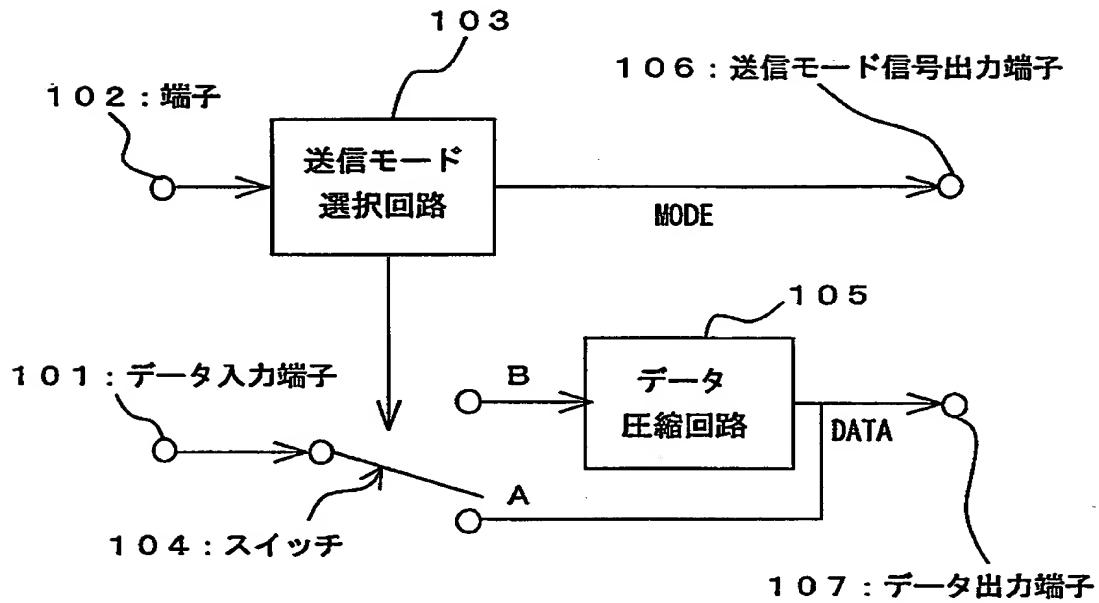 103
106：送信モード信号出力端子
102：端子
送信モード
選択回路
MODE
105
101：データ入力端子
B
データ
圧縮回路
DATA
A
104：スイッチ
107：データ出力端子